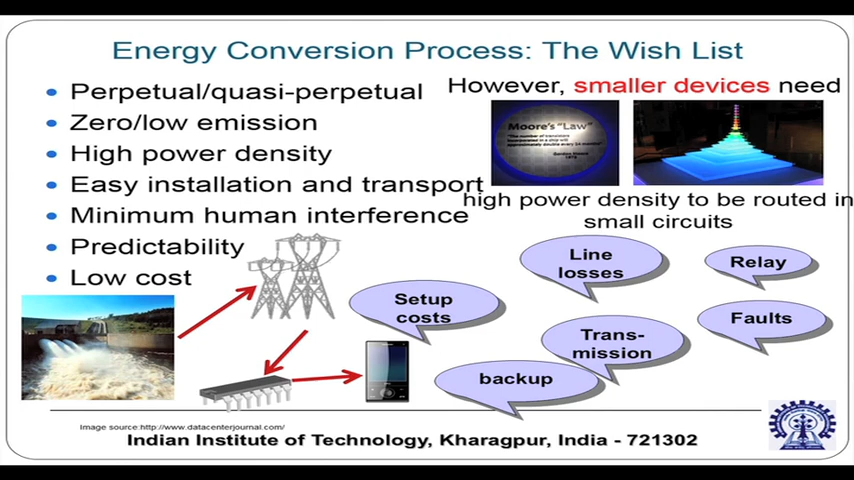 Energy Conversion Process: The Wish List
Perpetual/quasi-perpetual
Zero/low emission
High power density
Easy installation and transport
Minimum human interference
Predictability
Low cost
However, smaller devices need
Moore's "Law"
high power density to be routed in
small circuits
Line
losses
Relay
Setup
costs
Faults
Trans-
mission
backup
Image source:http://www.datacenterjournal.com/
Indian Institute of Technology, Kharagpur, India - 721302